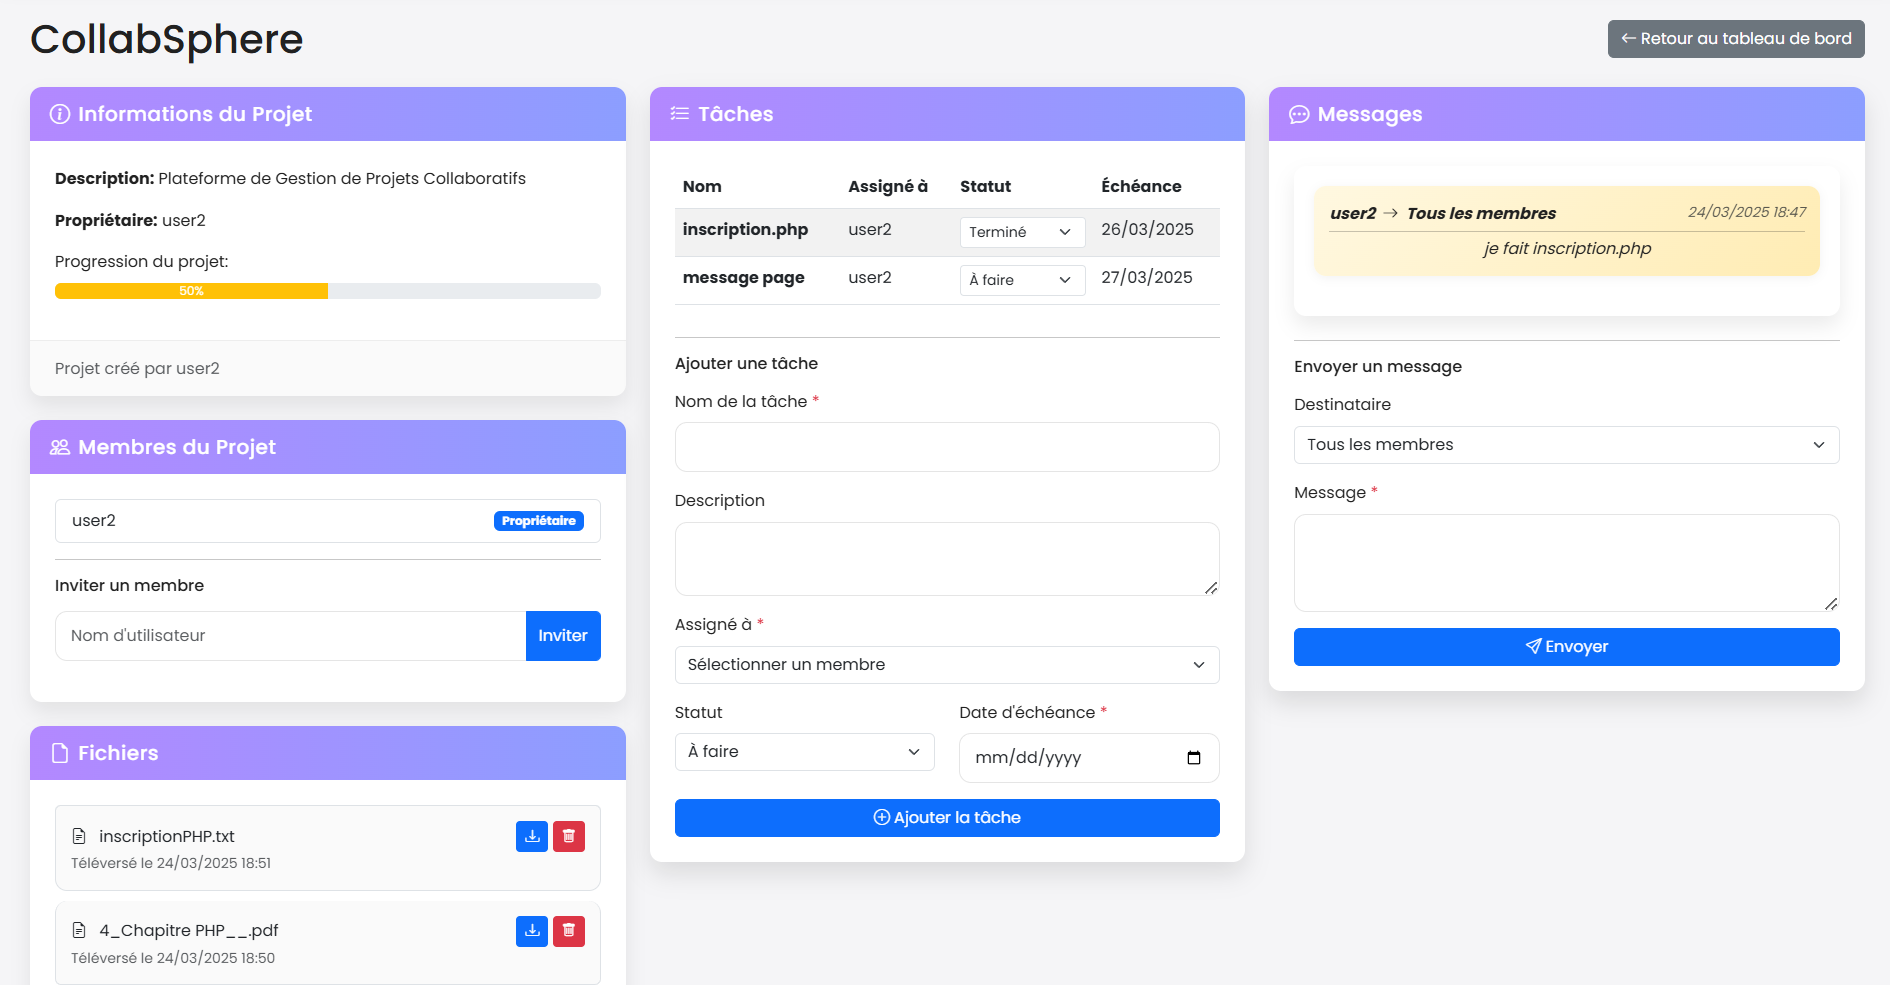 CollabSphere
← Retour au tableau de bord
Informations du Projet
Description: Plateforme de Gestion de Projets Collaboratifs
Propriétaire: user2
Progression du projet:
50%
Projet créé par user2
Membres du Projet
user2 Propriétaire
Inviter un membre
Nom d'utilisateur Inviter
Fichiers
inscriptionPHP.txt
Téléversé le 24/03/2025 18:51
4_Chapitre PHP__.pdf
Téléversé le 24/03/2025 18:50
Tâches
Nom Assigné à Statut Échéance
inscription.php user2 Terminé 26/03/2025
message page user2 À faire 27/03/2025
Ajouter une tâche
Nom de la tâche *
Description
Assigné à *
Sélectionner un membre
Statut Date d'échéance *
À faire mm/dd/yyyy
Ajouter la tâche
Messages
user2 → Tous les membres 24/03/2025 18:47
je fait inscription.php
Envoyer un message
Destinataire
Tous les membres
Message *
Envoyer